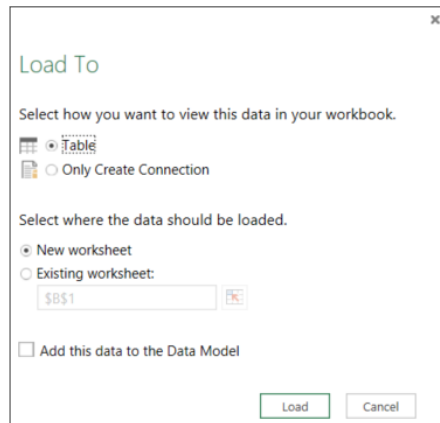 Load To
Select how you want to view this data in your workbook.
Table
Only Create Connection
Select where the data should be loaded.
New worksheet
Existing worksheet:
$B$1
Add this data to the Data Model
Load Cancel